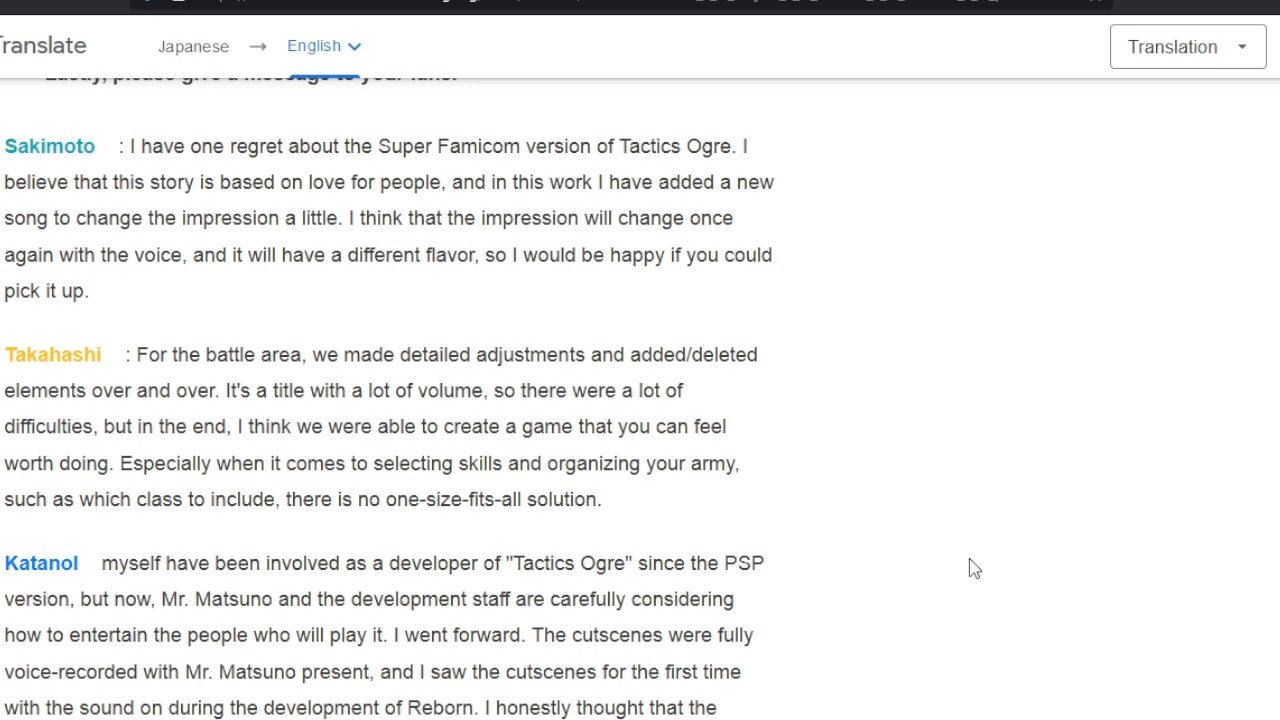 Translate
Japanese → English
Translation
Lastly, please give a message to your fans.
Sakimoto : I have one regret about the Super Famicom version of Tactics Ogre. I
believe that this story is based on love for people, and in this work I have added a new
song to change the impression a little. I think that the impression will change once
again with the voice, and it will have a different flavor, so I would be happy if you could
pick it up.
Takahashi : For the battle area, we made detailed adjustments and added/deleted
elements over and over. It's a title with a lot of volume, so there were a lot of
difficulties, but in the end, I think we were able to create a game that you can feel
worth doing. Especially when it comes to selecting skills and organizing your army,
such as which class to include, there is no one-size-fits-all solution.
KatanoI myself have been involved as a developer of "Tactics Ogre" since the PSP
version, but now, Mr. Matsuno and the development staff are carefully considering
how to entertain the people who will play it. I went forward. The cutscenes were fully
voice-recorded with Mr. Matsuno present, and I saw the cutscenes for the first time
with the sound on during the development of Reborn. I honestly thought that the